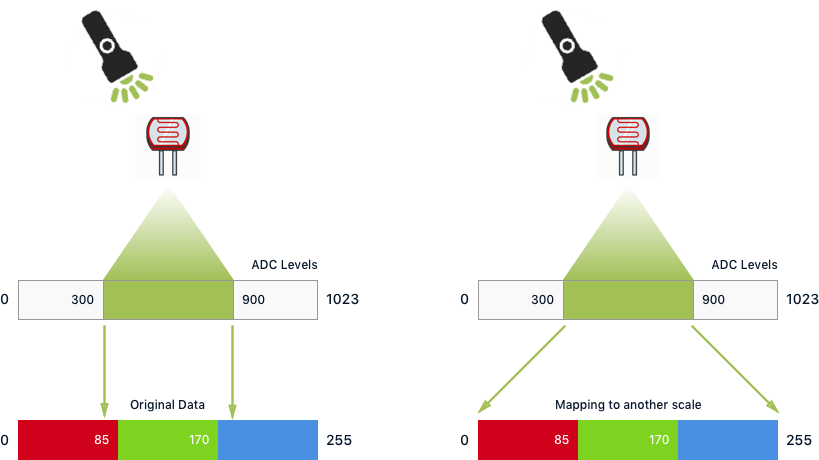 ADC Levels
0 300 900 1023
Original Data
0 85 170 255
ADC Levels
0 300 900 1023
Mapping to another scale
0 85 170 255